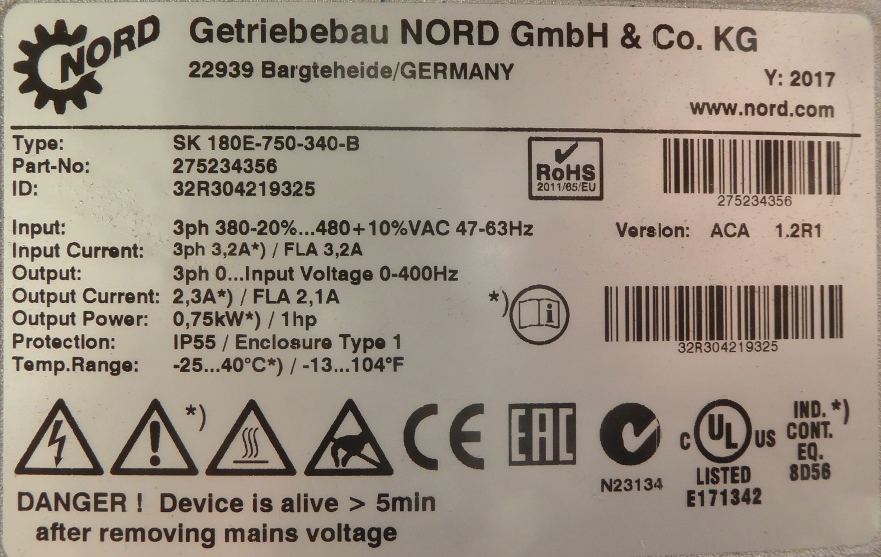 NORD
Getriebebau NORD GmbH & Co. KG
22939 Bargteheide/GERMANY
Y: 2017
www.nord.com
Type: SK 180E-750-340-B
Part-No: 275234356
ID: 32R304219325
RoHS
2011/65/EU
275234356
Input: 3ph 380-20%...480+10%VAC 47-63Hz
Version: ACA 1.2R1
Input Current: 3ph 3,2A*) / FLA 3,2A
Output: 3ph 0...Input Voltage 0-400Hz
Output Current: 2,3A*) / FLA 2,1A
Output Power: 0,75kW*) / 1hp
Protection: IP55 / Enclosure Type 1
Temp.Range: -25...40°C*) / -13...104°F
*)
i
32R304219325
*)
CE
EAC
N23134
C UL US
LISTED
E171342
IND. *)
CONT.
EQ.
8D56
DANGER ! Device is alive > 5min
after removing mains voltage